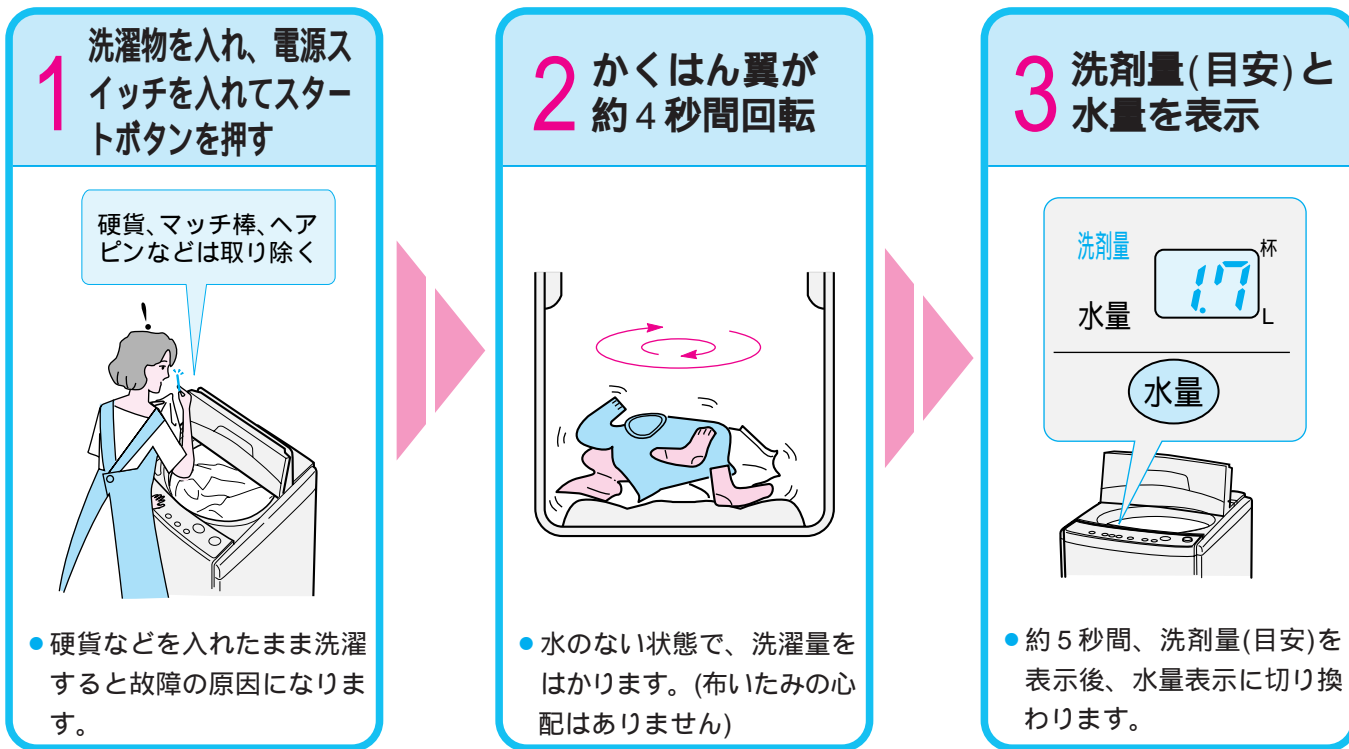 1
洗濯物を入れ、電源ス
イッチを入れてスター
トボタンを押す
硬貨、マッチ棒、ヘア
ピンなどは取り除く
!
●硬貨などを入れたまま洗濯
すると故障の原因になりま
す。
2
かくはん翼が
約4秒間回転
●水のない状態で、洗濯量を
はかります。(布いたみの心
配はありません)
3
洗剤量(目安)と
水量を表示
洗剤量
1.7
杯
水量
L
水量
●約5秒間、洗剤量(目安)を
表示後、水量表示に切り換
わります。